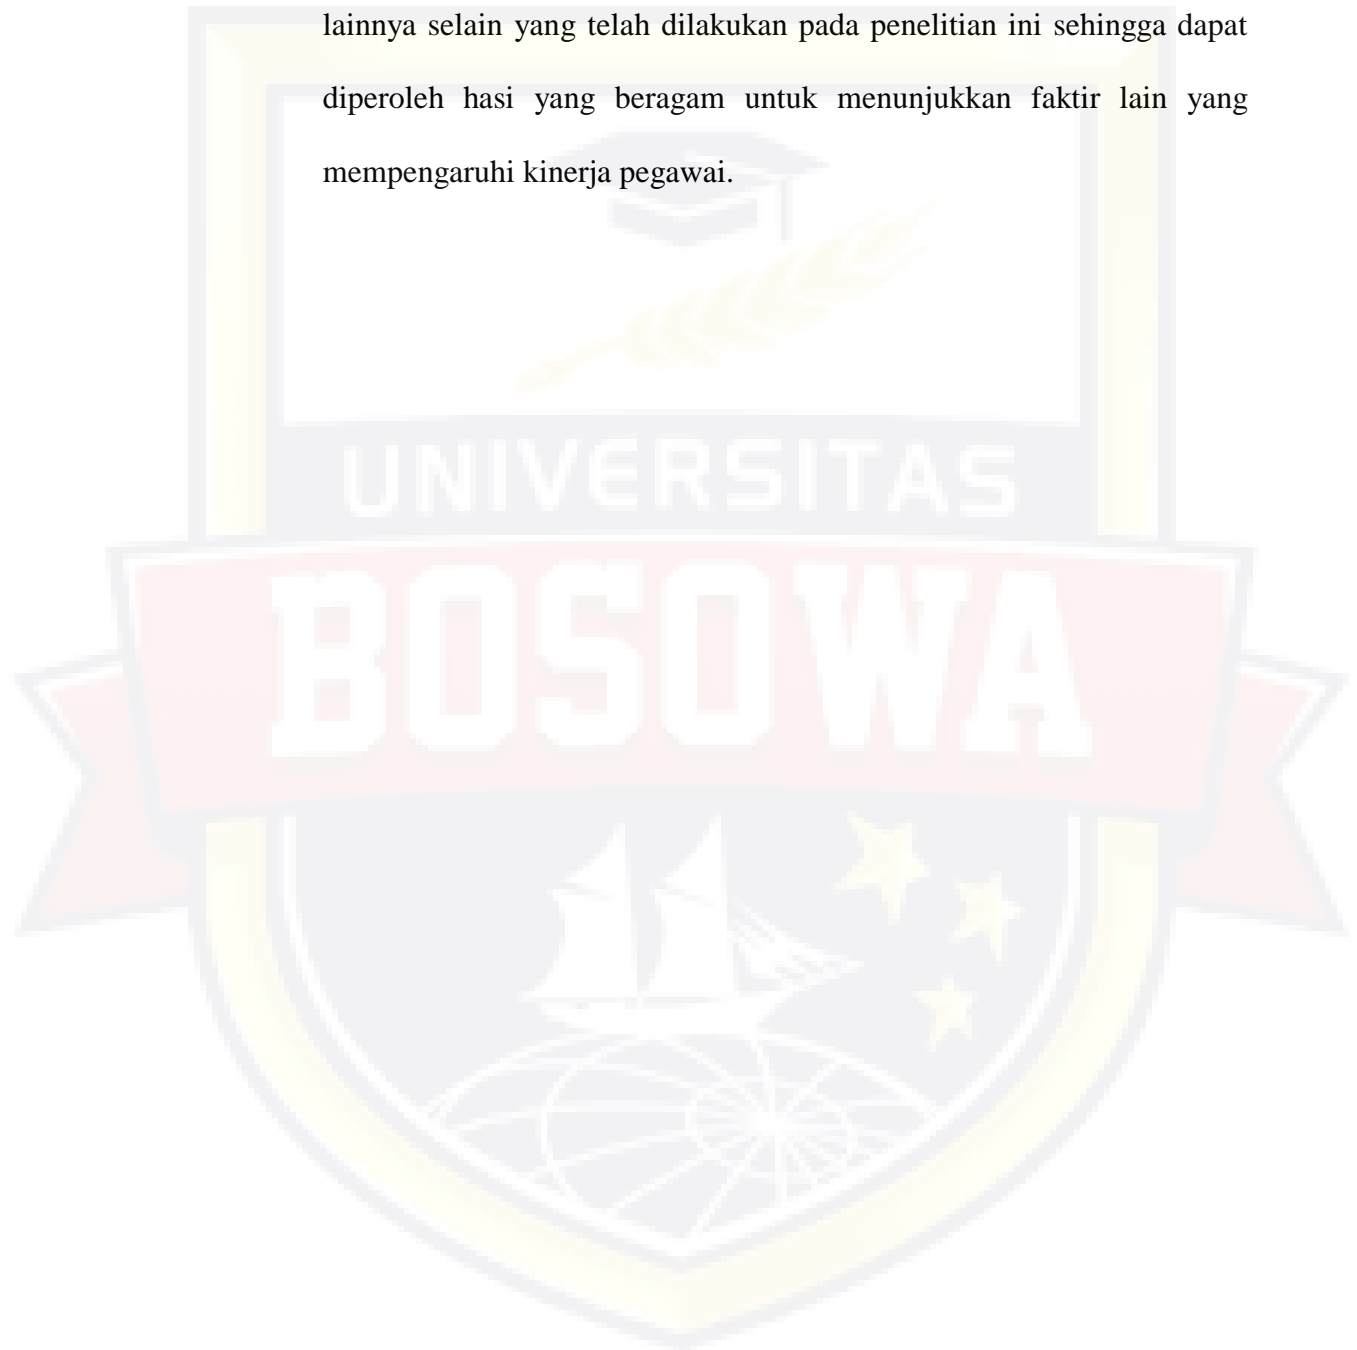 lainnya selain yang telah dilakukan pada penelitian ini sehingga dapat
diperoleh hasi yang beragam untuk menunjukkan faktir lain yang
mempengaruhi kinerja pegawai.
UNIVERSITAS
BOSOWA